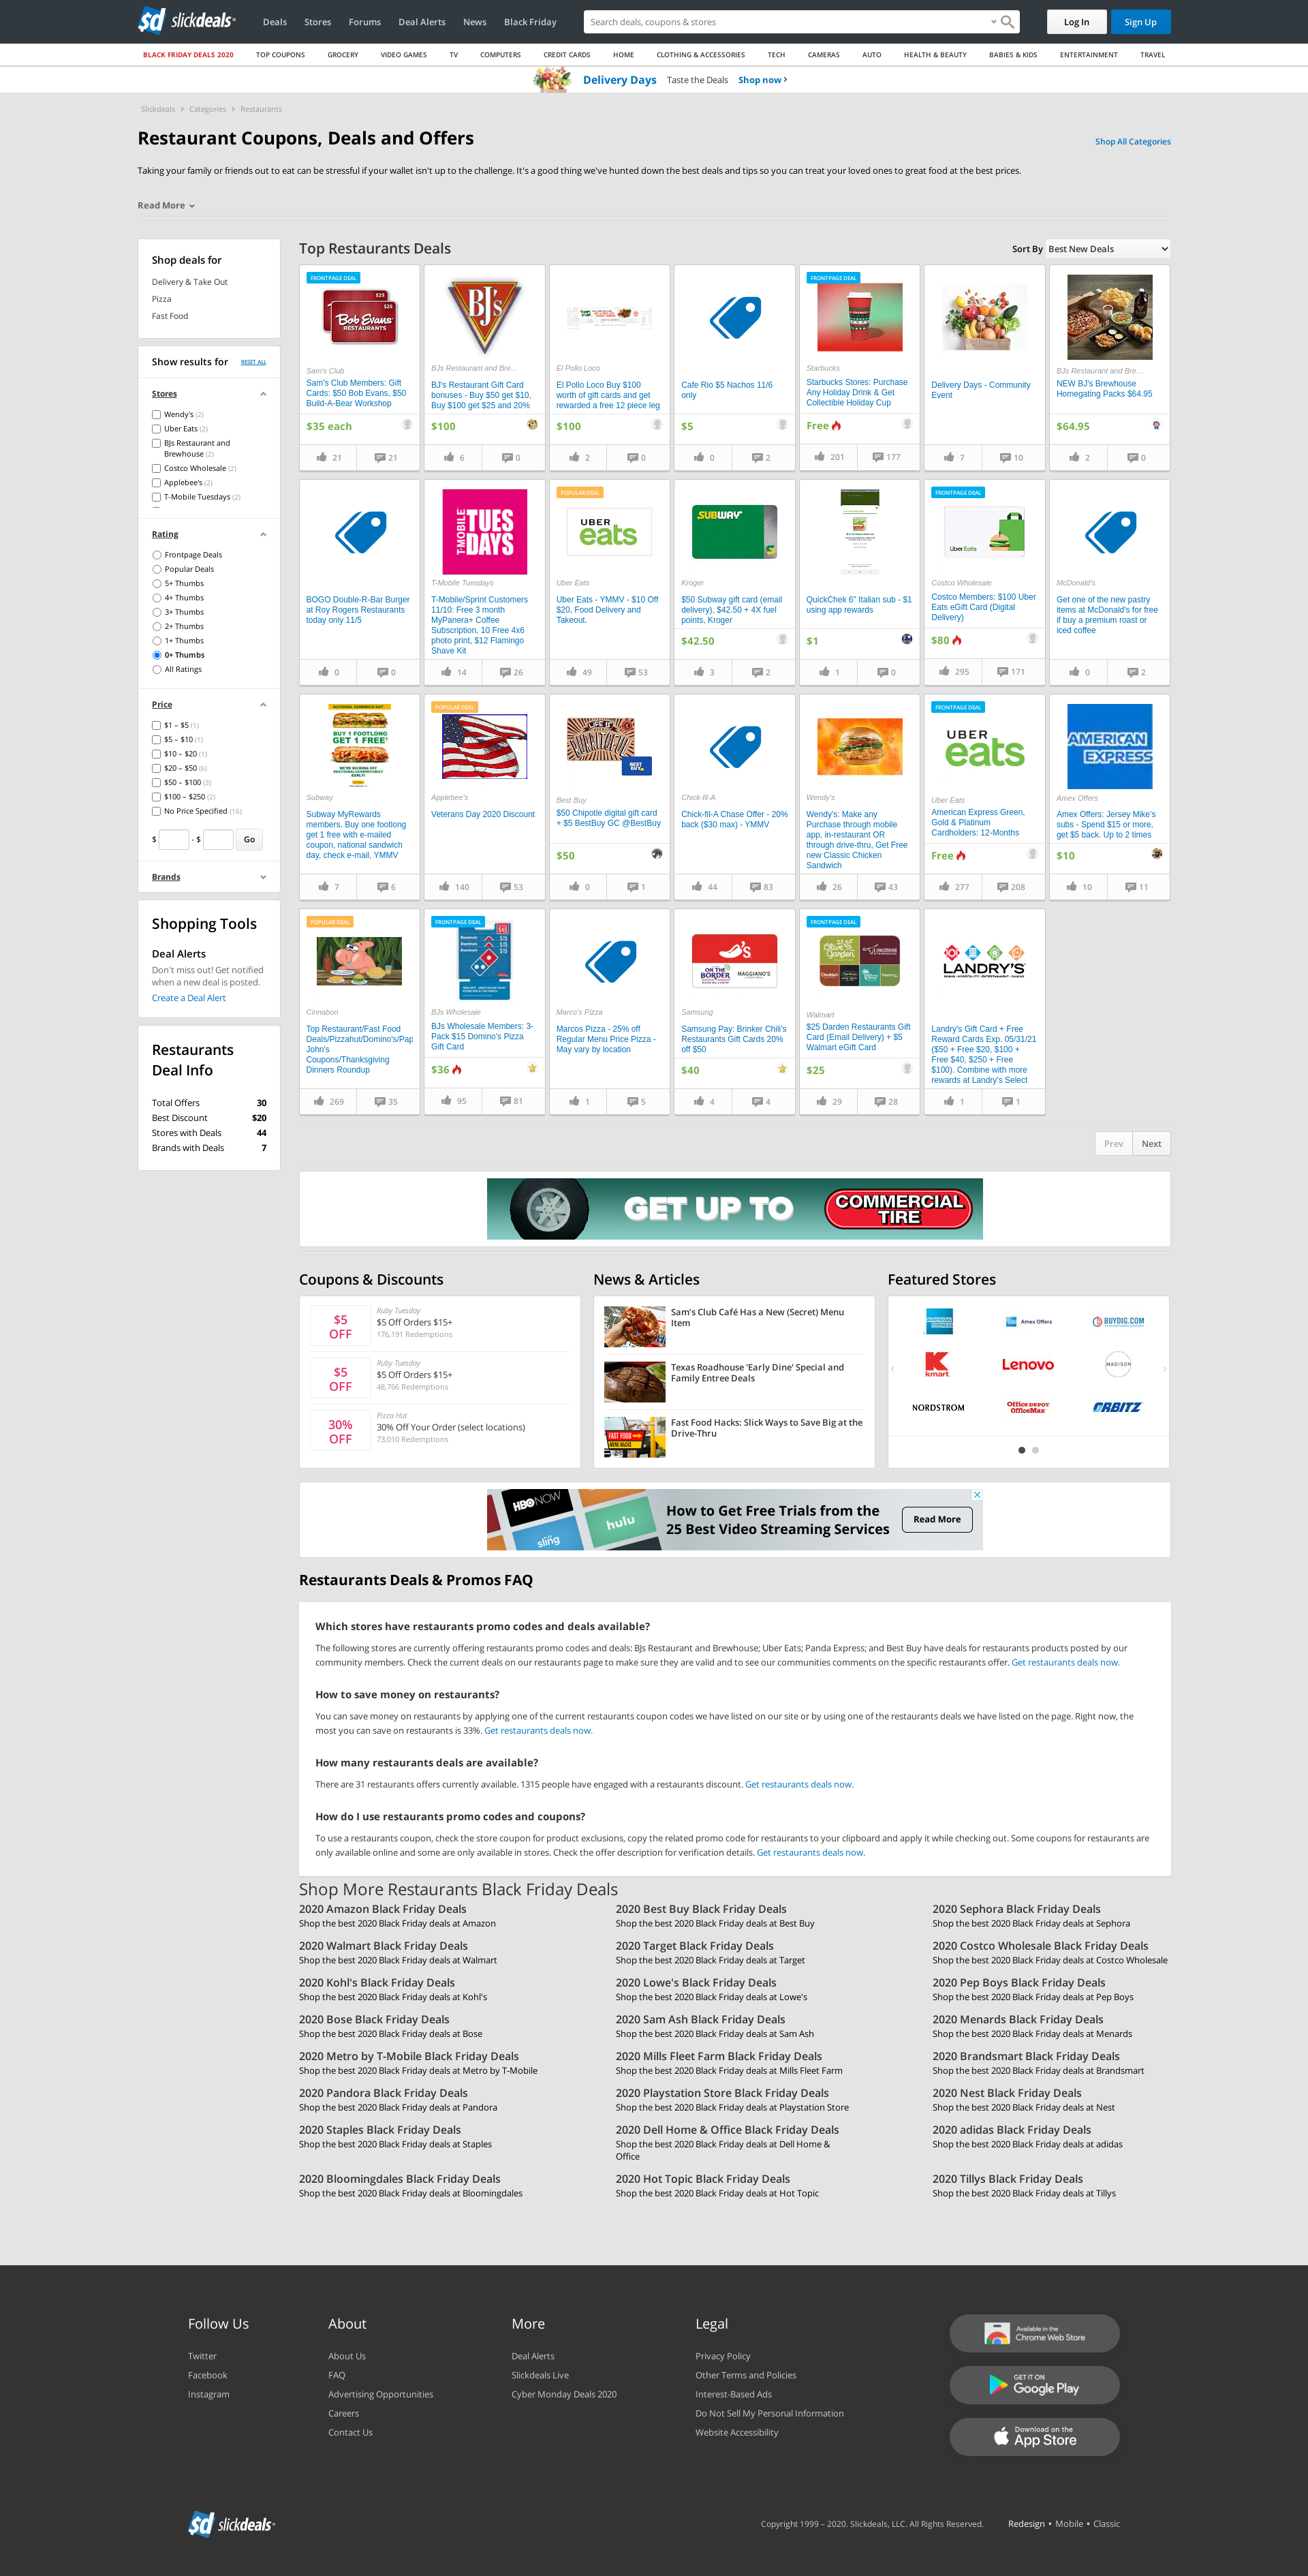 slickdeals
Deals Stores Forums Deal Alerts News Black Friday
Search deals, coupons & stores
Log In
Sign Up
BLACK FRIDAY DEALS 2020 TOP COUPONS GROCERY VIDEO GAMES TV COMPUTERS CREDIT CARDS HOME CLOTHING & ACCESSORIES TECH CAMERAS AUTO HEALTH & BEAUTY BABIES & KIDS ENTERTAINMENT TRAVEL
Delivery Days Taste the Deals Shop now
Slickdeals › Categories › Restaurants
Restaurant Coupons, Deals and Offers
Shop All Categories
Taking your family or friends out to eat can be stressful if your wallet isn't up to the challenge. It's a good thing we've hunted down the best deals and tips so you can treat your loved ones to great food at the best prices.
Read More
Shop deals for
Delivery & Take Out
Pizza
Fast Food
Show results for RESET ALL
Stores
Wendy's (2)
Uber Eats (2)
BJs Restaurant and
Brewhouse (2)
Costco Wholesale (2)
Applebee's (2)
T-Mobile Tuesdays (2)
Rating
Frontpage Deals
Popular Deals
5+ Thumbs
4+ Thumbs
3+ Thumbs
2+ Thumbs
1+ Thumbs
0+ Thumbs
All Ratings
Price
$1 – $5 (1)
$5 – $10 (1)
$10 – $20 (1)
$20 – $50 (6)
$50 – $100 (3)
$100 – $250 (2)
No Price Specified (16)
$ - $ Go
Brands
Shopping Tools
Deal Alerts
Don't miss out! Get notified
when a new deal is posted.
Create a Deal Alert
Restaurants
Deal Info
Total Offers 30
Best Discount $20
Stores with Deals 44
Brands with Deals 7
Top Restaurants Deals
Sort By Best New Deals
FRONTPAGE DEAL
$25
$25
Bob Evans
RESTAURANTS
Sam's Club
Sam's Club Members: Gift
Cards: $50 Bob Evans, $50
Build-A-Bear Workshop
$35 each
21 21
BJ's
BJs Restaurant and Bre...
BJ's Restaurant Gift Card
bonuses - Buy $50 get $10,
Buy $100 get $25 and 20%
$100
6 0
El Pollo Loco
El Pollo Loco Buy $100
worth of gift cards and get
rewarded a free 12 piece leg
$100
2 0
Cafe Rio $5 Nachos 11/6
only
$5
0 2
FRONTPAGE DEAL
Starbucks
Starbucks Stores: Purchase
Any Holiday Drink & Get
Collectible Holiday Cup
Free
201 177
Delivery Days - Community
Event
7 10
BJs Restaurant and Bre...
NEW BJ's Brewhouse
Homegating Packs $64.95
$64.95
2 0
BOGO Double-R-Bar Burger
at Roy Rogers Restaurants
today only 11/5
0 0
T-MOBILE
TUES
DAYS
T-Mobile Tuesdays
T-Mobile/Sprint Customers
11/10: Free 3 month
MyPanera+ Coffee
Subscription, 10 Free 4x6
photo print, $12 Flamingo
Shave Kit
14 26
POPULAR DEAL
UBER
eats
Uber Eats
Uber Eats - YMMV - $10 Off
$20, Food Delivery and
Takeout.
49 53
SUBWAY
Kroger
$50 Subway gift card (email
delivery), $42.50 + 4X fuel
points, Kroger
$42.50
3 2
QuickChek 6" Italian sub - $1
using app rewards
$1
1 0
FRONTPAGE DEAL
Uber Eats
Costco Wholesale
Costco Members: $100 Uber
Eats eGift Card (Digital
Delivery)
$80
295 171
McDonald's
Get one of the new pastry
items at McDonald's for free
if buy a premium roast or
iced coffee
0 2
NATIONAL SANDWICH DAY
BUY 1 FOOTLONG
GET 1 FREE!
Subway
Subway MyRewards
members, Buy one footlong
get 1 free with e-mailed
coupon, national sandwich
day, check e-mail, YMMV
7 6
POPULAR DEAL
Applebee's
Veterans Day 2020 Discount
140 53
BEST
BUY
Best Buy
$50 Chipotle digital gift card
+ $5 BestBuy GC @BestBuy
$50
0 1
Chick-fil-A
Chick-fil-A Chase Offer - 20%
back ($30 max) - YMMV
44 83
Wendy's
Wendy's: Make any
Purchase through mobile
app, in-restaurant OR
through drive-thru, Get Free
new Classic Chicken
Sandwich
26 43
FRONTPAGE DEAL
UBER
eats
Uber Eats
American Express Green,
Gold & Platinum
Cardholders: 12-Months
Free
277 208
AMERICAN
EXPRESS
Amex Offers
Amex Offers: Jersey Mike's
subs - Spend $15 or more,
get $5 back. Up to 2 times
$10
10 11
POPULAR DEAL
Cinnabon
Top Restaurant/Fast Food
Deals/Pizzahut/Domino's/Pap
John's
Coupons/Thanksgiving
Dinners Roundup
269 35
FRONTPAGE DEAL
$45
$15
$15
$15
BJs Wholesale
BJs Wholesale Members: 3-
Pack $15 Domino's Pizza
Gift Card
$36
95 81
Marco's Pizza
Marcos Pizza - 25% off
Regular Menu Price Pizza -
May vary by location
1 5
ON THE
BORDER
MAGGIANO'S
Samsung
Samsung Pay: Brinker Chili's
Restaurants Gift Cards 20%
off $50
$40
4 4
FRONTPAGE DEAL
Olive Garden
Walmart
$25 Darden Restaurants Gift
Card (Email Delivery) + $5
Walmart eGift Card
$25
29 28
LANDRY'S
Landry's Gift Card + Free
Reward Cards Exp. 05/31/21
($50 + Free $20, $100 +
Free $40, $250 + Free
$100). Combine with more
rewards at Landry's Select
1 1
Prev Next
GET UP TO COMMERCIAL
TIRE
Coupons & Discounts
$5
OFF
Ruby Tuesday
$5 Off Orders $15+
176,191 Redemptions
$5
OFF
Ruby Tuesday
$5 Off Orders $15+
48,766 Redemptions
30%
OFF
Pizza Hut
30% Off Your Order (select locations)
73,010 Redemptions
News & Articles
Sam's Club Café Has a New (Secret) Menu
Item
Texas Roadhouse 'Early Dine' Special and
Family Entree Deals
FAST FOOD
MENU HACKS
Fast Food Hacks: Slick Ways to Save Big at the
Drive-Thru
Featured Stores
AMERICAN EXPRESS
Amex Offers
BUYDIG.COM
kmart
Lenovo
MADISON
NORDSTROM
Office DEPOT
OfficeMax
ORBITZ
HBO NOW
sling
hulu
How to Get Free Trials from the
25 Best Video Streaming Services
Read More
Restaurants Deals & Promos FAQ
Which stores have restaurants promo codes and deals available?
The following stores are currently offering restaurants promo codes and deals: BJs Restaurant and Brewhouse; Uber Eats; Panda Express; and Best Buy have deals for restaurants products posted by our
community members. Check the current deals on our restaurants page to make sure they are valid and to see our communities comments on the specific restaurants offer. Get restaurants deals now.
How to save money on restaurants?
You can save money on restaurants by applying one of the current restaurants coupon codes we have listed on our site or by using one of the restaurants deals we have listed on the page. Right now, the
most you can save on restaurants is 33%. Get restaurants deals now.
How many restaurants deals are available?
There are 31 restaurants offers currently available. 1315 people have engaged with a restaurants discount. Get restaurants deals now.
How do I use restaurants promo codes and coupons?
To use a restaurants coupon, check the store coupon for product exclusions, copy the related promo code for restaurants to your clipboard and apply it while checking out. Some coupons for restaurants are
only available online and some are only available in stores. Check the offer description for verification details. Get restaurants deals now.
Shop More Restaurants Black Friday Deals
2020 Amazon Black Friday Deals
Shop the best 2020 Black Friday deals at Amazon
2020 Best Buy Black Friday Deals
Shop the best 2020 Black Friday deals at Best Buy
2020 Sephora Black Friday Deals
Shop the best 2020 Black Friday deals at Sephora
2020 Walmart Black Friday Deals
Shop the best 2020 Black Friday deals at Walmart
2020 Target Black Friday Deals
Shop the best 2020 Black Friday deals at Target
2020 Costco Wholesale Black Friday Deals
Shop the best 2020 Black Friday deals at Costco Wholesale
2020 Kohl's Black Friday Deals
Shop the best 2020 Black Friday deals at Kohl's
2020 Lowe's Black Friday Deals
Shop the best 2020 Black Friday deals at Lowe's
2020 Pep Boys Black Friday Deals
Shop the best 2020 Black Friday deals at Pep Boys
2020 Bose Black Friday Deals
Shop the best 2020 Black Friday deals at Bose
2020 Sam Ash Black Friday Deals
Shop the best 2020 Black Friday deals at Sam Ash
2020 Menards Black Friday Deals
Shop the best 2020 Black Friday deals at Menards
2020 Metro by T-Mobile Black Friday Deals
Shop the best 2020 Black Friday deals at Metro by T-Mobile
2020 Mills Fleet Farm Black Friday Deals
Shop the best 2020 Black Friday deals at Mills Fleet Farm
2020 Brandsmart Black Friday Deals
Shop the best 2020 Black Friday deals at Brandsmart
2020 Pandora Black Friday Deals
Shop the best 2020 Black Friday deals at Pandora
2020 Playstation Store Black Friday Deals
Shop the best 2020 Black Friday deals at Playstation Store
2020 Nest Black Friday Deals
Shop the best 2020 Black Friday deals at Nest
2020 Staples Black Friday Deals
Shop the best 2020 Black Friday deals at Staples
2020 Dell Home & Office Black Friday Deals
Shop the best 2020 Black Friday deals at Dell Home &
Office
2020 adidas Black Friday Deals
Shop the best 2020 Black Friday deals at adidas
2020 Bloomingdales Black Friday Deals
Shop the best 2020 Black Friday deals at Bloomingdales
2020 Hot Topic Black Friday Deals
Shop the best 2020 Black Friday deals at Hot Topic
2020 Tillys Black Friday Deals
Shop the best 2020 Black Friday deals at Tillys
Follow Us
Twitter
Facebook
Instagram
About
About Us
FAQ
Advertising Opportunities
Careers
Contact Us
More
Deal Alerts
Slickdeals Live
Cyber Monday Deals 2020
Legal
Privacy Policy
Other Terms and Policies
Interest-Based Ads
Do Not Sell My Personal Information
Website Accessibility
Available in the
Chrome Web Store
GET IT ON
Google Play
Download on the
App Store
slickdeals
Copyright 1999 – 2020. Slickdeals, LLC. All Rights Reserved. Redesign • Mobile • Classic